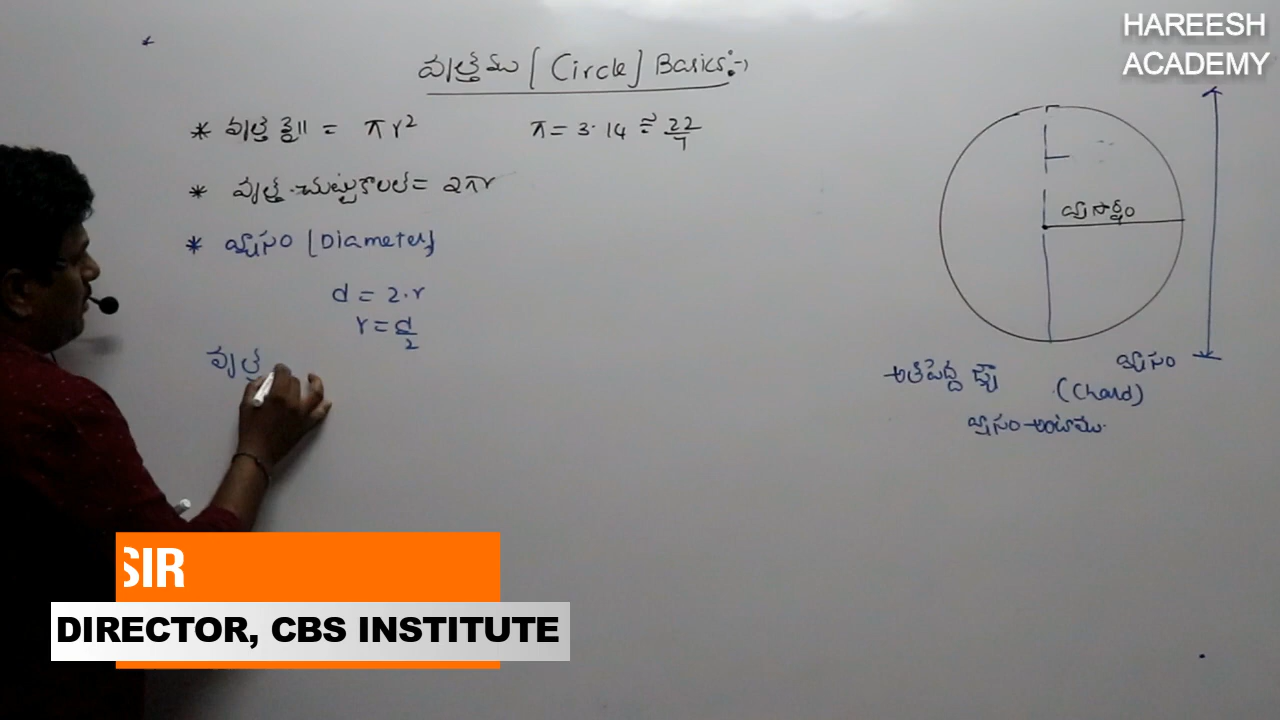 HAREESH
ACADEMY
వృత్తము [Circle] Basics:-
* వృత్త వై॥ = πr²
π = 3.14 ≈ 22/7
* వృత్త చుట్టుకొలత = 2πr
* వ్యాసం [Diameter]
d = 2.r
r = d/2
వృత్త
వ్యాసార్థం
వ్యాసం
అతిపెద్ద జ్యా
(Chard)
వ్యాసం అంటాము.
SIR
DIRECTOR, CBS INSTITUTE